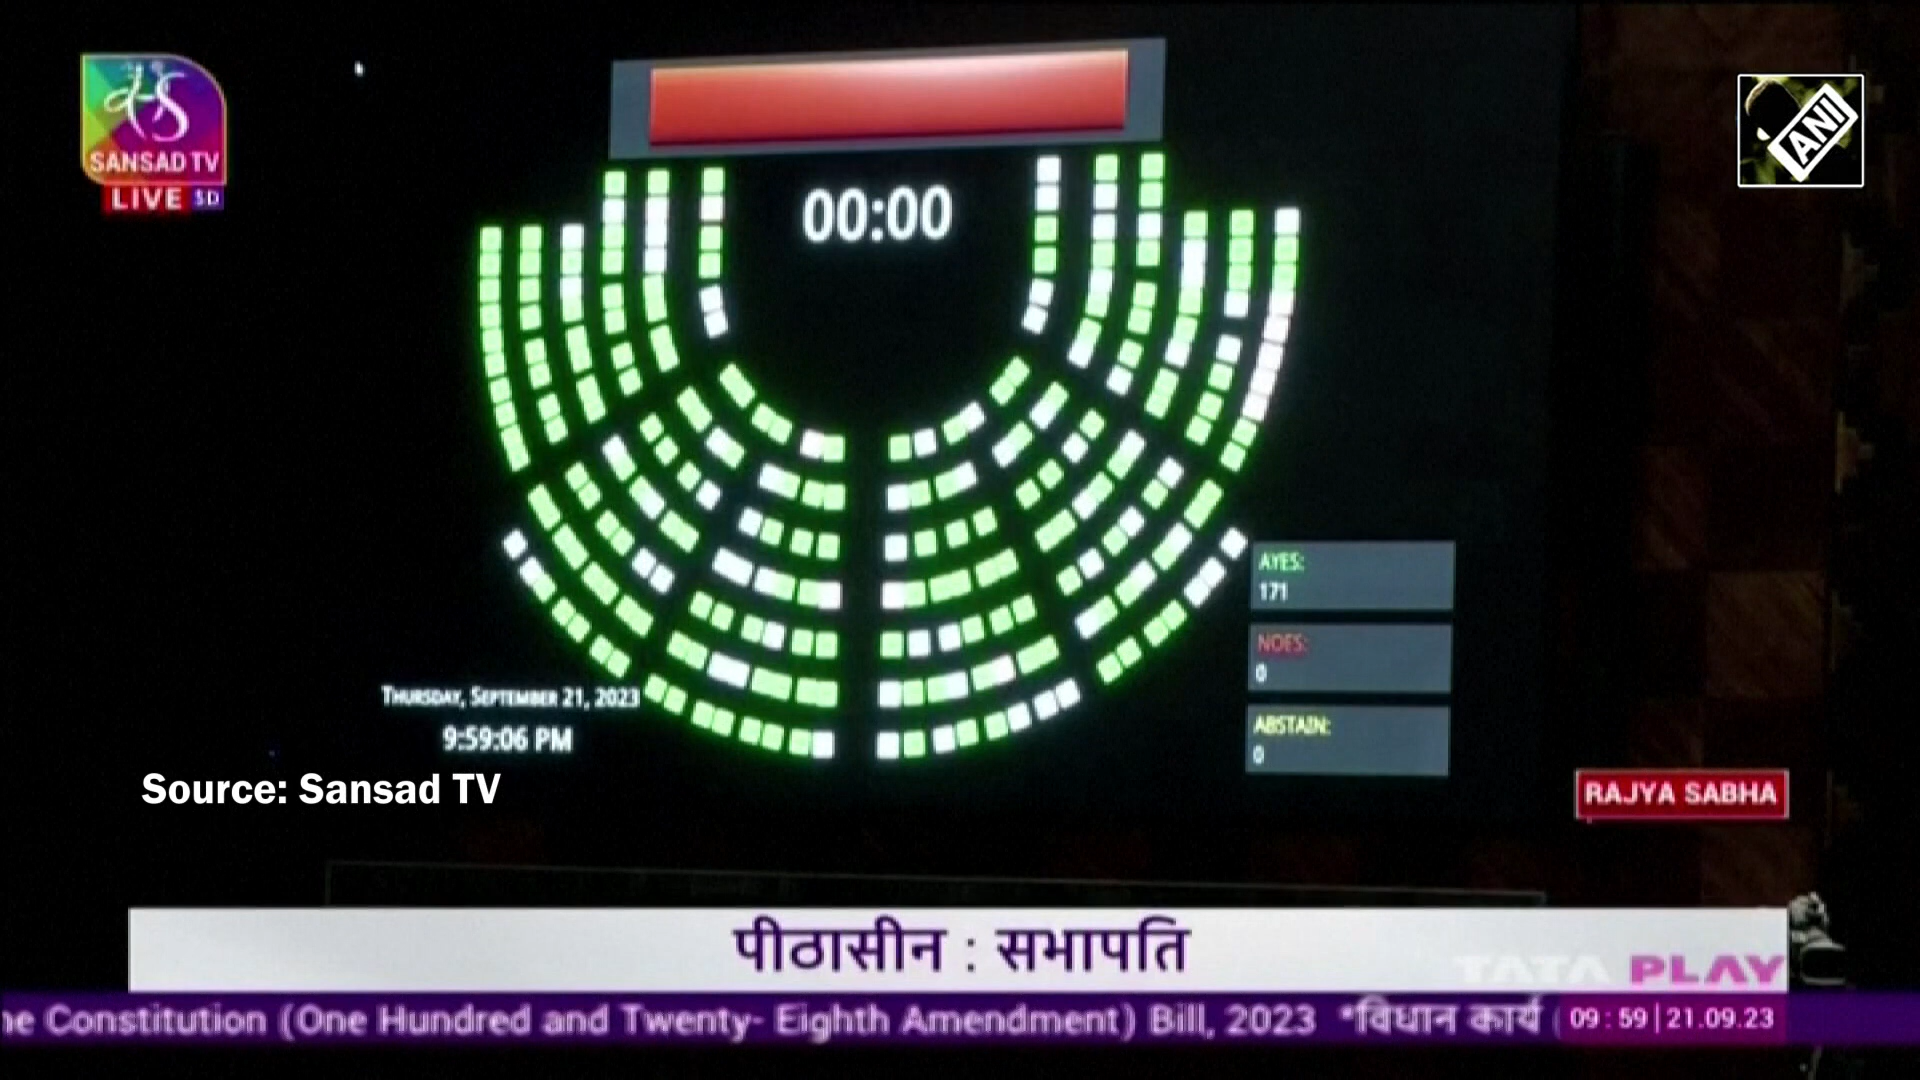 SANSAD TV
LIVE SD
ANI
00:00
AYES:
171
NOES:
0
ABSTAIN:
0
THURSDAY, SEPTEMBER 21, 2023
9:59:06 PM
Source: Sansad TV
RAJYA SABHA
पीठासीन : सभापति
TATA PLAY
he Constitution (One Hundred and Twenty- Eighth Amendment) Bill, 2023 *विधान कार्य (
09:59|21.09.23